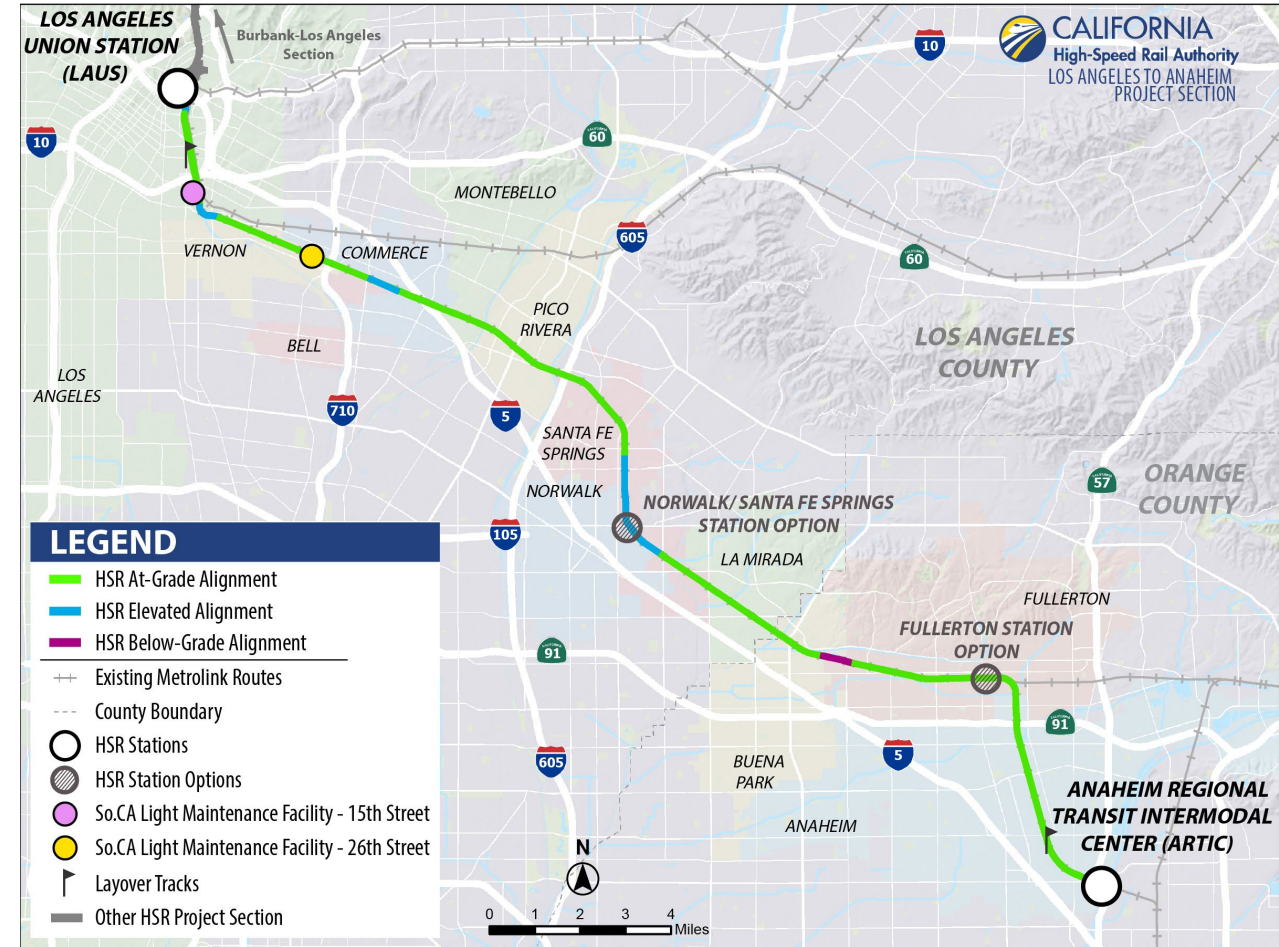 LOS ANGELES
UNION STATION
(LAUS)
Burbank-Los Angeles
Section
CALIFORNIA
High-Speed Rail Authority
LOS ANGELES TO ANAHEIM
PROJECT SECTION
10
10
CALIFORNIA
60
MONTEBELLO
605
VERNON
COMMERCE
CALIFORNIA
60
PICO
RIVERA
BELL
LOS ANGELES
COUNTY
LOS
ANGELES
710
5
SANTA FE
SPRINGS
NORWALK
CALIFORNIA
57
ORANGE
COUNTY
NORWALK/ SANTA FE SPRINGS
STATION OPTION
105
LA MIRADA
FULLERTON
FULLERTON STATION
OPTION
CALIFORNIA
91
CALIFORNIA
91
605
BUENA
PARK
5
ANAHEIM
ANAHEIM REGIONAL
TRANSIT INTERMODAL
CENTER (ARTIC)
LEGEND
HSR At-Grade Alignment
HSR Elevated Alignment
HSR Below-Grade Alignment
Existing Metrolink Routes
County Boundary
HSR Stations
HSR Station Options
So.CA Light Maintenance Facility - 15th Street
So.CA Light Maintenance Facility - 26th Street
Layover Tracks
Other HSR Project Section
N
0 1 2 3 4
Miles